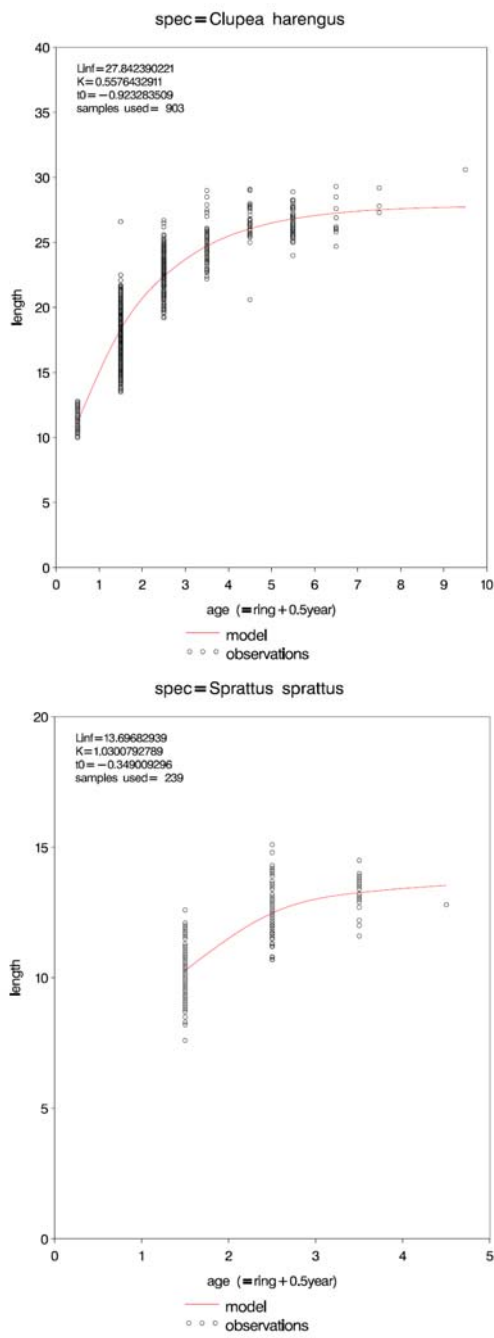 spec=Clupea harengus
40
Linf=27.842390221
K=0.5576432911
t0=−0.923283509
samples used= 903
35
30
25
20
length
15
10
5
0
0 1 2 3 4 5 6 7 8 9 10
age (=ring + 0.5year)
model
observations
spec=Sprattus sprattus
20
Linf=13.69682939
K=1.0300792789
t0=−0.349009296
samples used= 239
15
10
length
5
0
0 1 2 3 4 5
age (=ring + 0.5year)
model
observations